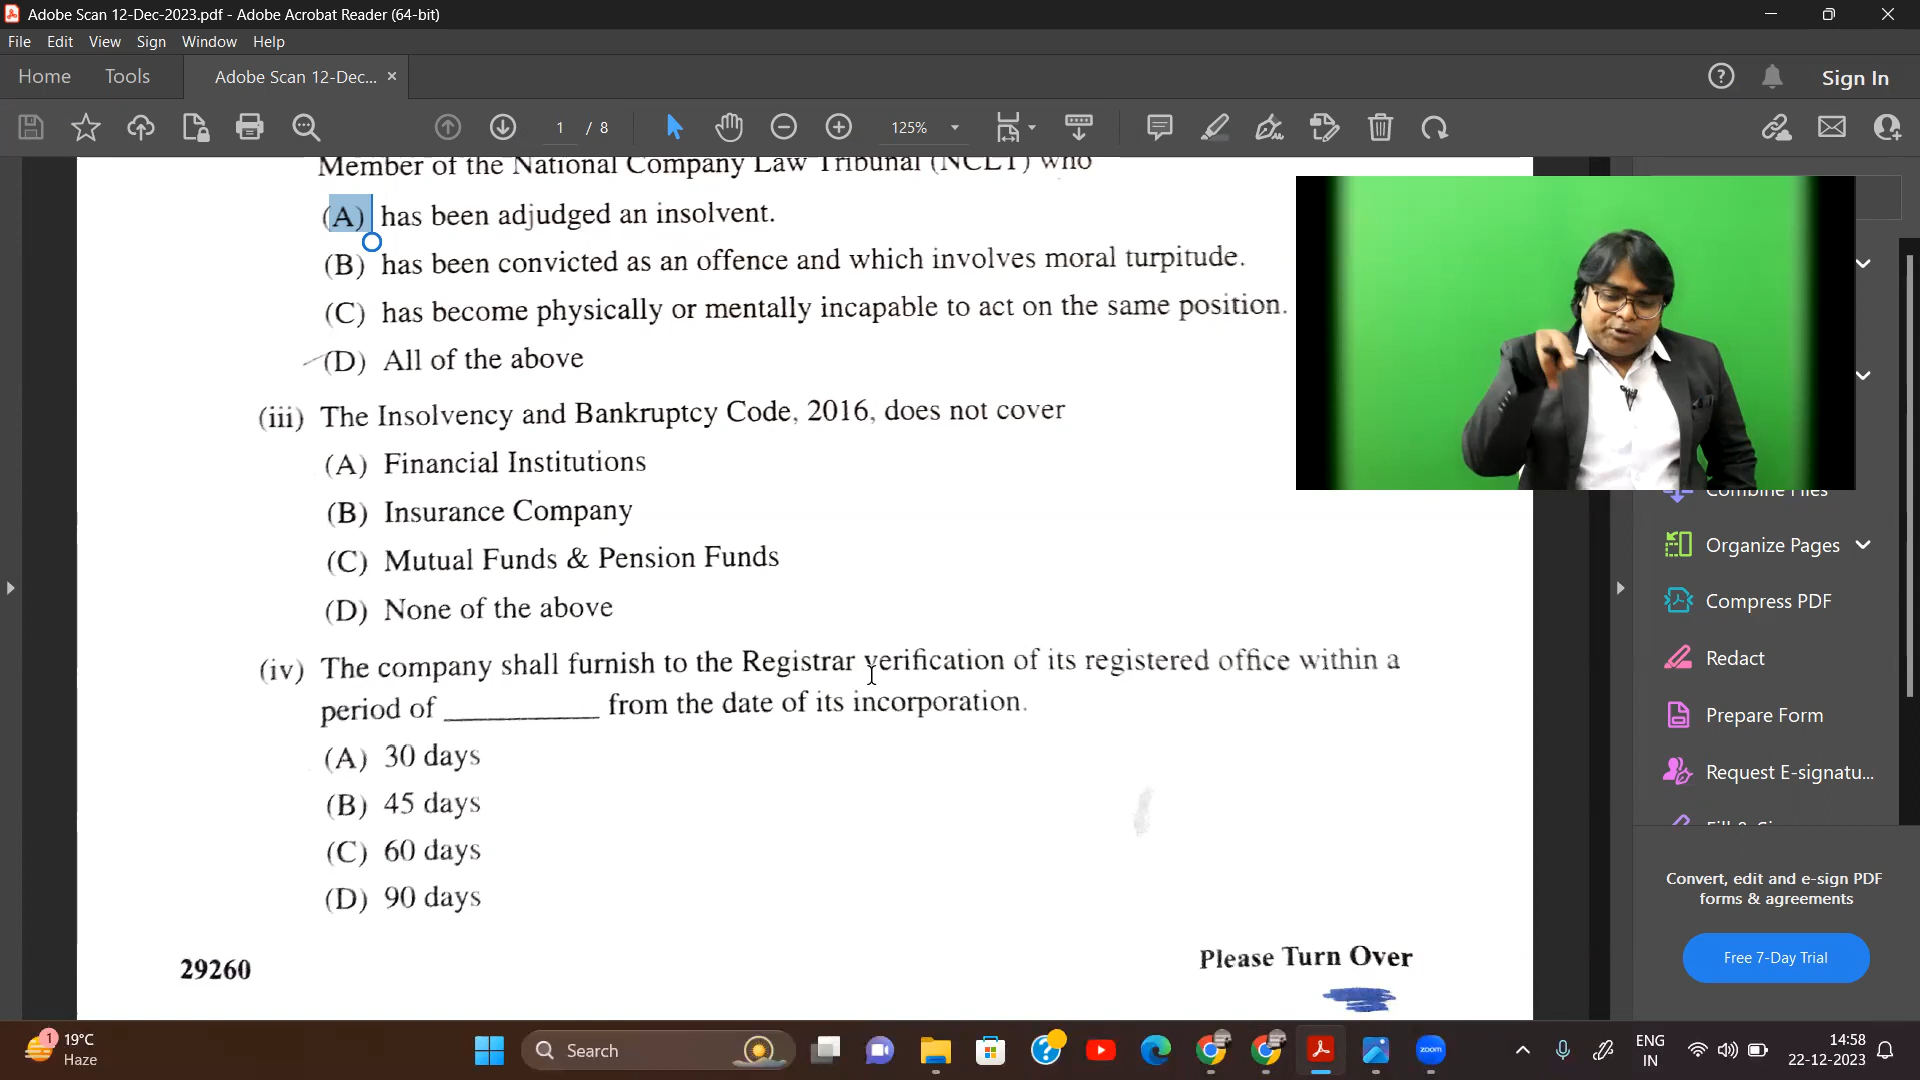 Adobe Scan 12-Dec-2023.pdf - Adobe Acrobat Reader (64-bit)
File Edit View Sign Window Help
Home Tools Adobe Scan 12-Dec... × Sign In
1 / 8 125%
Member of the National Company Law Tribunal (NCLT) who
(A) has been adjudged an insolvent.
(B) has been convicted as an offence and which involves moral turpitude.
(C) has become physically or mentally incapable to act on the same position.
(D) All of the above
(iii) The Insolvency and Bankruptcy Code, 2016, does not cover
(A) Financial Institutions
(B) Insurance Company
(C) Mutual Funds & Pension Funds
(D) None of the above
(iv) The company shall furnish to the Registrar verification of its registered office within a
period of __________ from the date of its incorporation.
(A) 30 days
(B) 45 days
(C) 60 days
(D) 90 days
29260
Please Turn Over
Combine Files
Organize Pages
Compress PDF
Redact
Prepare Form
Request E-signatu...
Convert, edit and e-sign PDF
forms & agreements
Free 7-Day Trial
1
19°C
Haze
Search
zoom
ENG
IN
14:58
22-12-2023